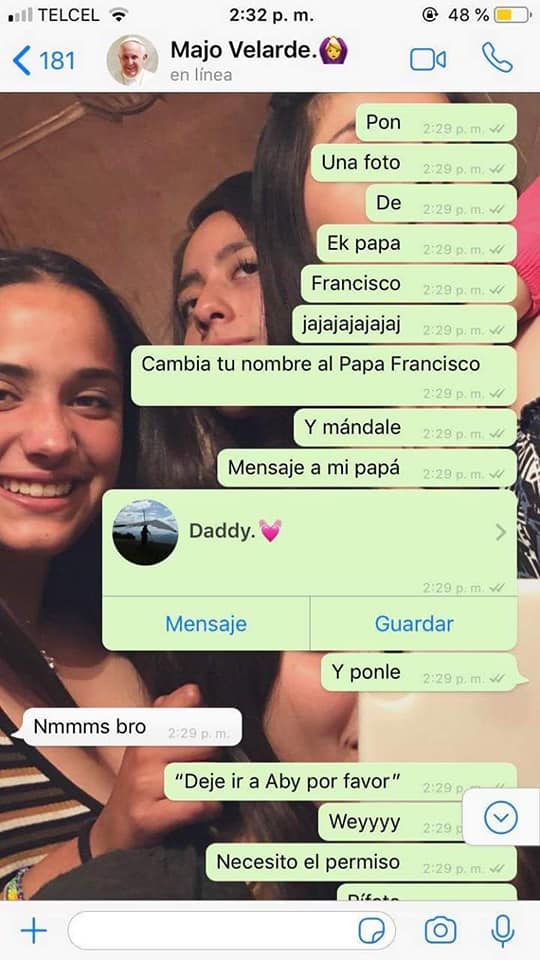 TELCEL
2:32 p. m.
48 %
181
Majo Velarde.
en línea
Pon
2:29 p. m.
Una foto
2:29 p. m.
De
2:29 p. m.
Ek papa
2:29 p. m.
Francisco
2:29 p. m.
jajajajajajaj
2:29 p. m.
Cambia tu nombre al Papa Francisco
2:29 p. m.
Y mándale
2:29 p. m.
Mensaje a mi papá
2:29 p. m.
Daddy.
2:29 p. m.
Mensaje
Guardar
Y ponle
2:29 p. m.
Nmmms bro
2:29 p. m.
“Deje ir a Aby por favor”
2:29 p.
Weyyyy
2:29
Necesito el permiso
2:29 p. m.